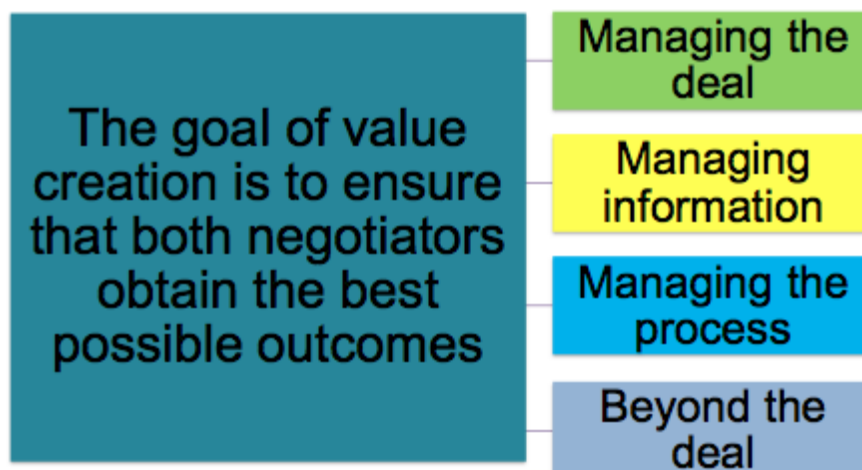 The goal of value
creation is to ensure
that both negotiators
obtain the best
possible outcomes
Managing the
deal
Managing
information
Managing the
process
Beyond the
deal